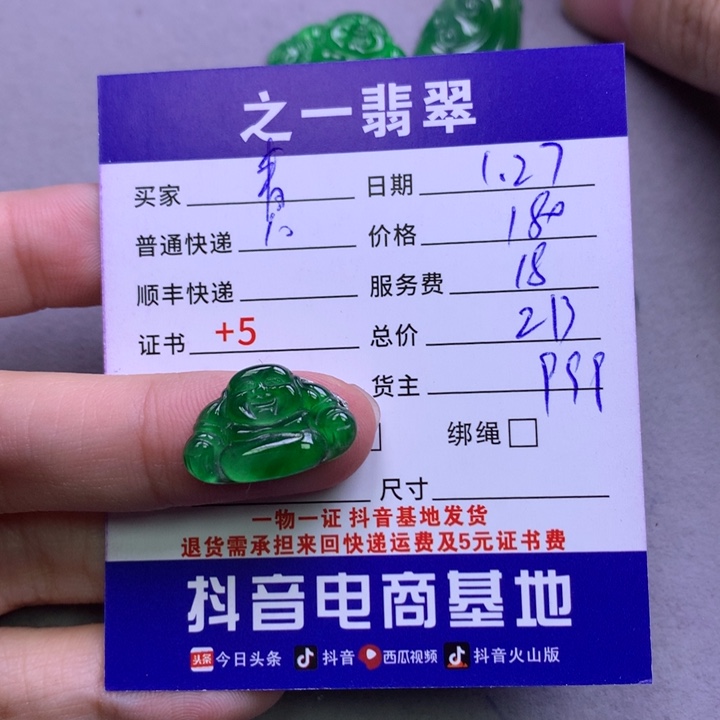 之一翡翠
买家 日期 1.27
普通快递 价格 180
顺丰快递 服务费 18
证书 +5 总价 213
货主
绑绳
尺寸
一物一证 抖音基地发货
退货需承担来回快递运费及5元证书费
抖音电商基地
头条 今日头条 抖音 西瓜视频 抖音火山版